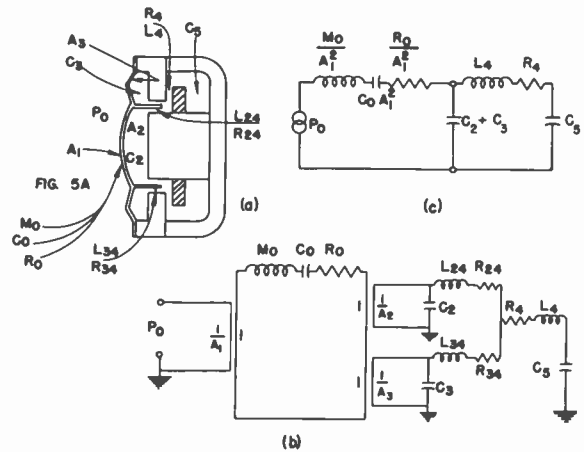 R4
L4
C5
A3
C3
P0
A2
L24
R24
A1
C2
FIG. 5A
(a)
M0
C0
R0
L34
R34
M0
A1²
R0
A1²
L4
R4
C0 A1²
P0
C2 + C3
C5
(c)
M0 C0 R0
L24 R24
P0
1
A1
1
1
1
A2
C2
R4 L4
L34
R34
1
1
A3
C3
C5
(b)